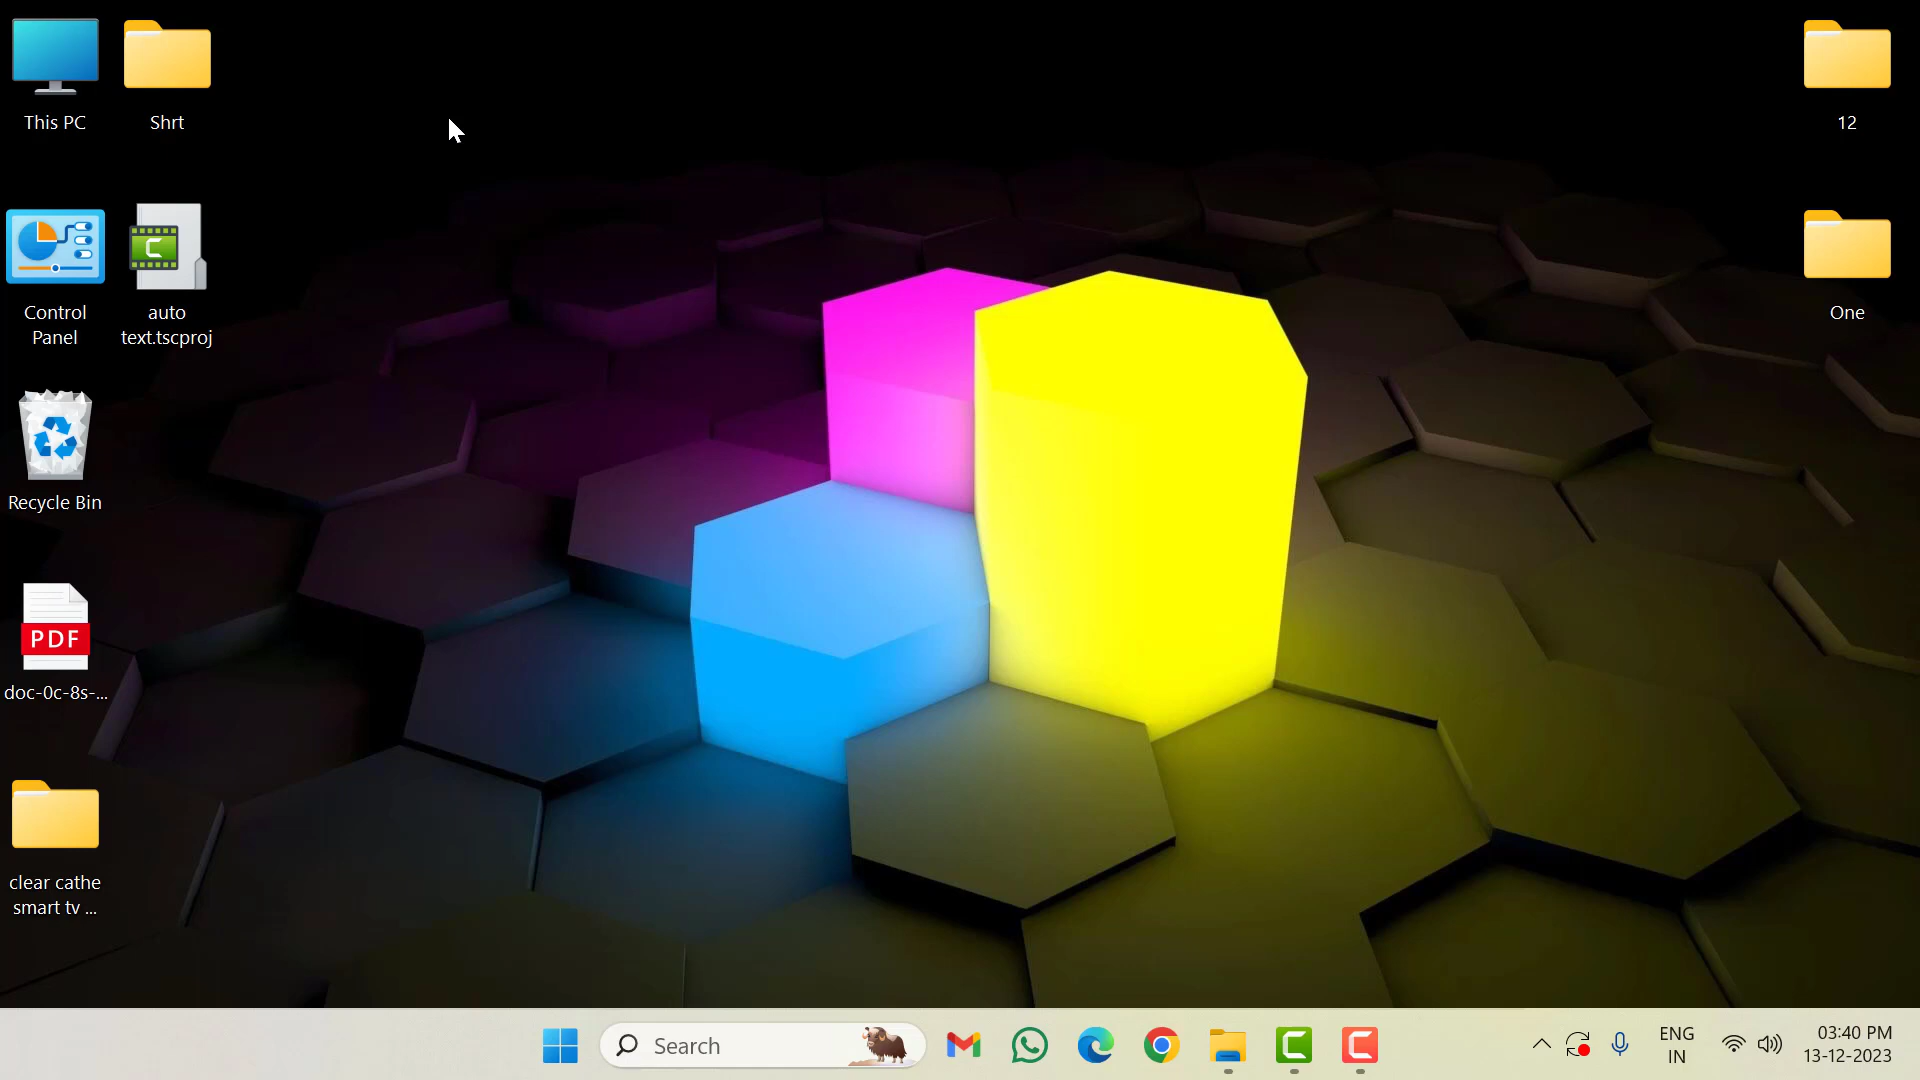 This PC
Shrt
12
Control
Panel
auto
text.tscproj
One
Recycle Bin
PDF
doc-0c-8s-...
clear cathe
smart tv ...
Search
ENG
IN
03:40 PM
13-12-2023